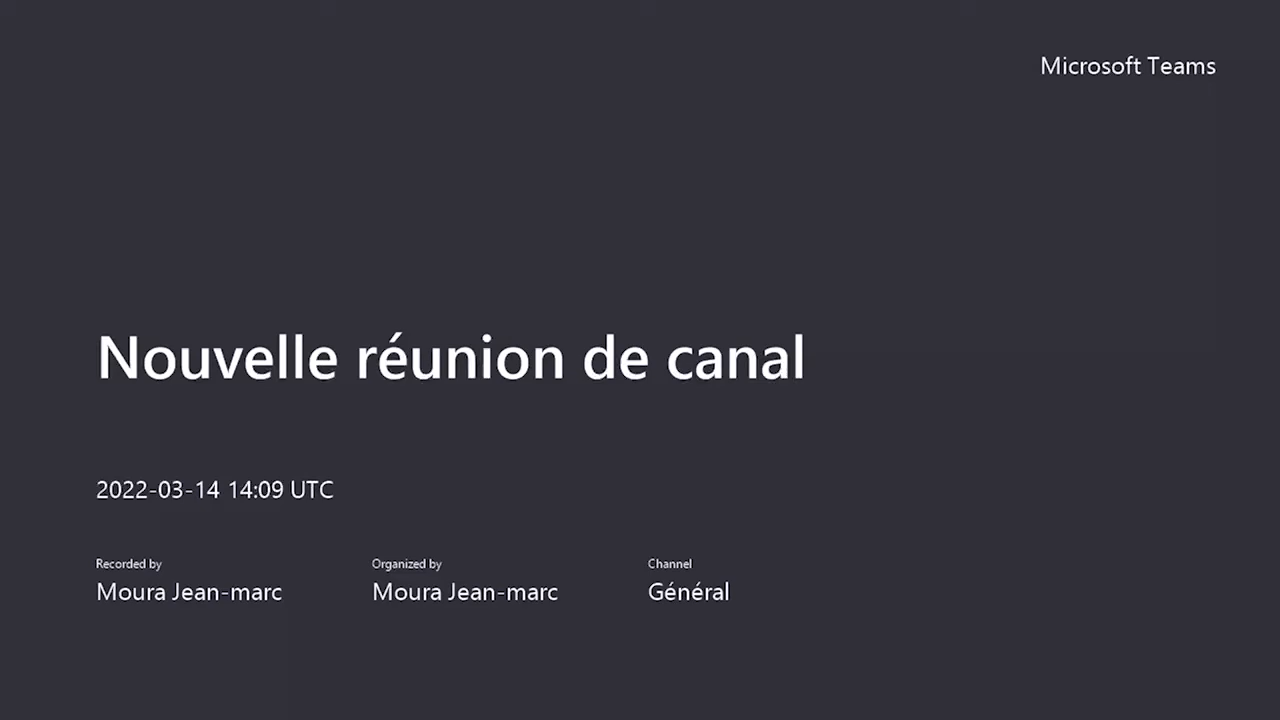 Microsoft Teams
Nouvelle réunion de canal
2022-03-14 14:09 UTC
Recorded by
Moura Jean-marc
Organized by
Moura Jean-marc
Channel
Général